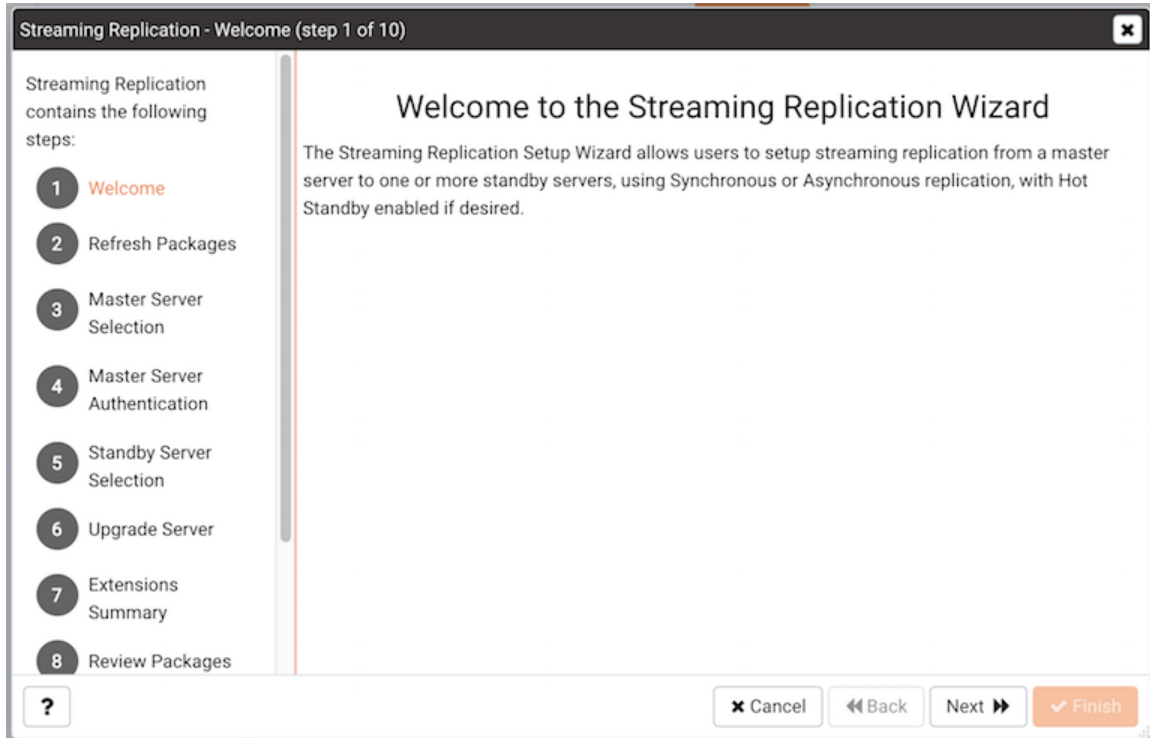 Streaming Replication - Welcome (step 1 of 10)
Streaming Replication
contains the following
steps:
1 Welcome
2 Refresh Packages
3 Master Server
Selection
4 Master Server
Authentication
5 Standby Server
Selection
6 Upgrade Server
7 Extensions
Summary
8 Review Packages
Welcome to the Streaming Replication Wizard
The Streaming Replication Setup Wizard allows users to setup streaming replication from a master
server to one or more standby servers, using Synchronous or Asynchronous replication, with Hot
Standby enabled if desired.
? Cancel Back Next Finish